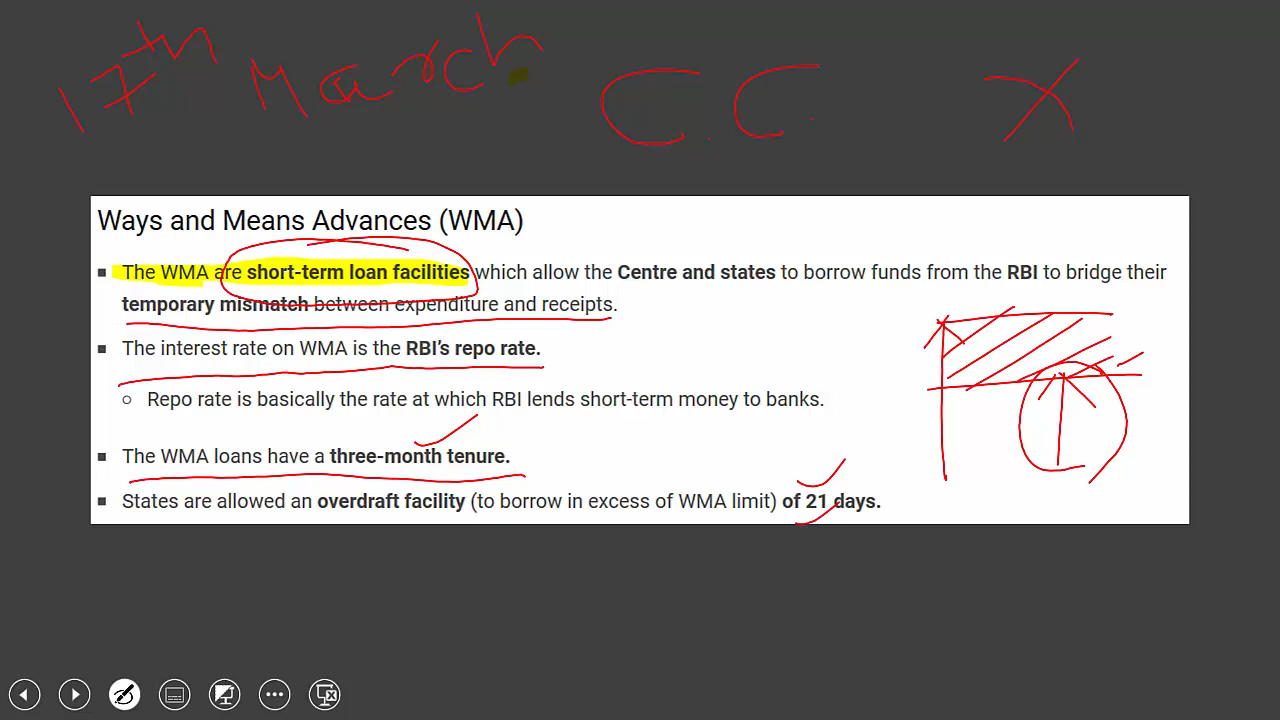 17th March C.C. X
Ways and Means Advances (WMA)
The WMA are short-term loan facilities which allow the Centre and states to borrow funds from the RBI to bridge their
temporary mismatch between expenditure and receipts.
The interest rate on WMA is the RBI's repo rate.
Repo rate is basically the rate at which RBI lends short-term money to banks.
The WMA loans have a three-month tenure.
States are allowed an overdraft facility (to borrow in excess of WMA limit) of 21 days.